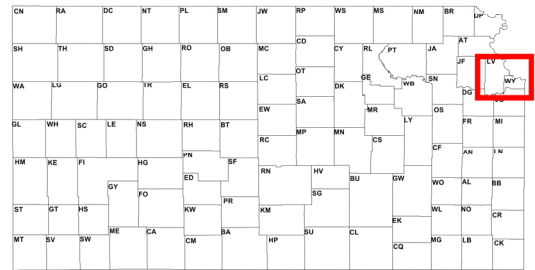 CN RA DC NT PL SM JW RP WS MS NM BR DP
AT
SH TH SD GH RO OB MC CD CY RL PT JA JF LV
WY
WA LG GO TR EL RS LC OT DK GE WB SN
DG
EW SA MR LY OS
GL WH SC LE NS RH BT RC MP MN CS FR MI
CF AN LN
HM KE FI HG PN SF RN HV
ED BU GW WO AL BB
GY FO SG
PR
ST GT HS KW KM WL NO CR
EK
MT SV SW ME CA CM BA HP SU CL CQ MG LB CK